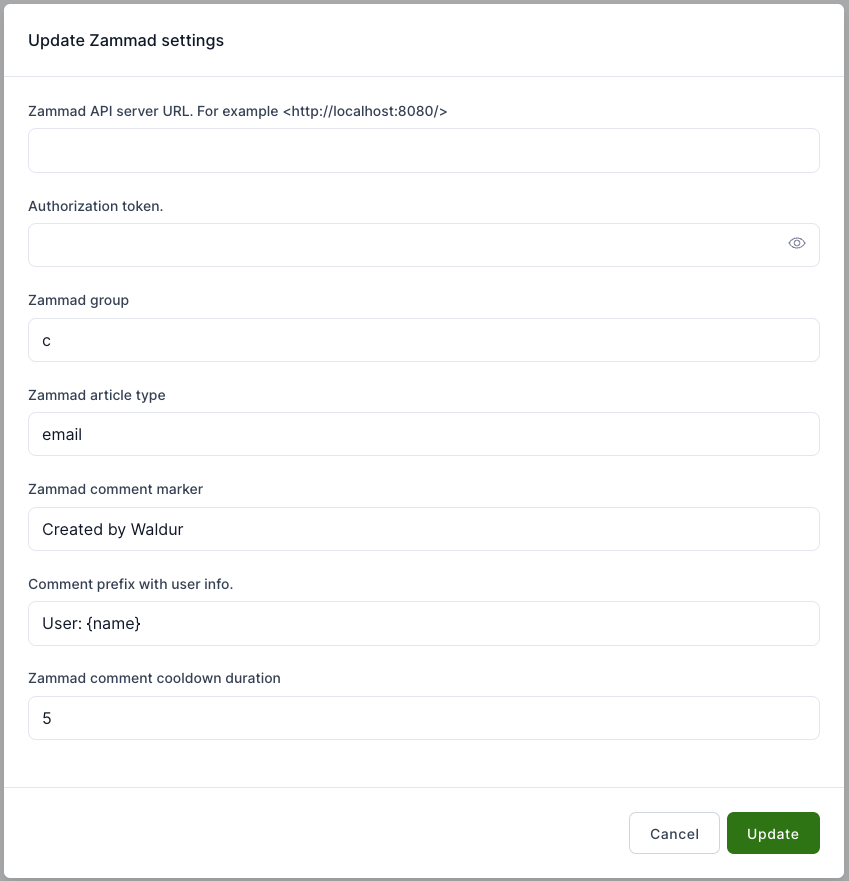 Update Zammad settings
Zammad API server URL. For example <http://localhost:8080/>
Authorization token.
Zammad group
c
Zammad article type
email
Zammad comment marker
Created by Waldur
Comment prefix with user info.
User: {name}
Zammad comment cooldown duration
5
Cancel Update